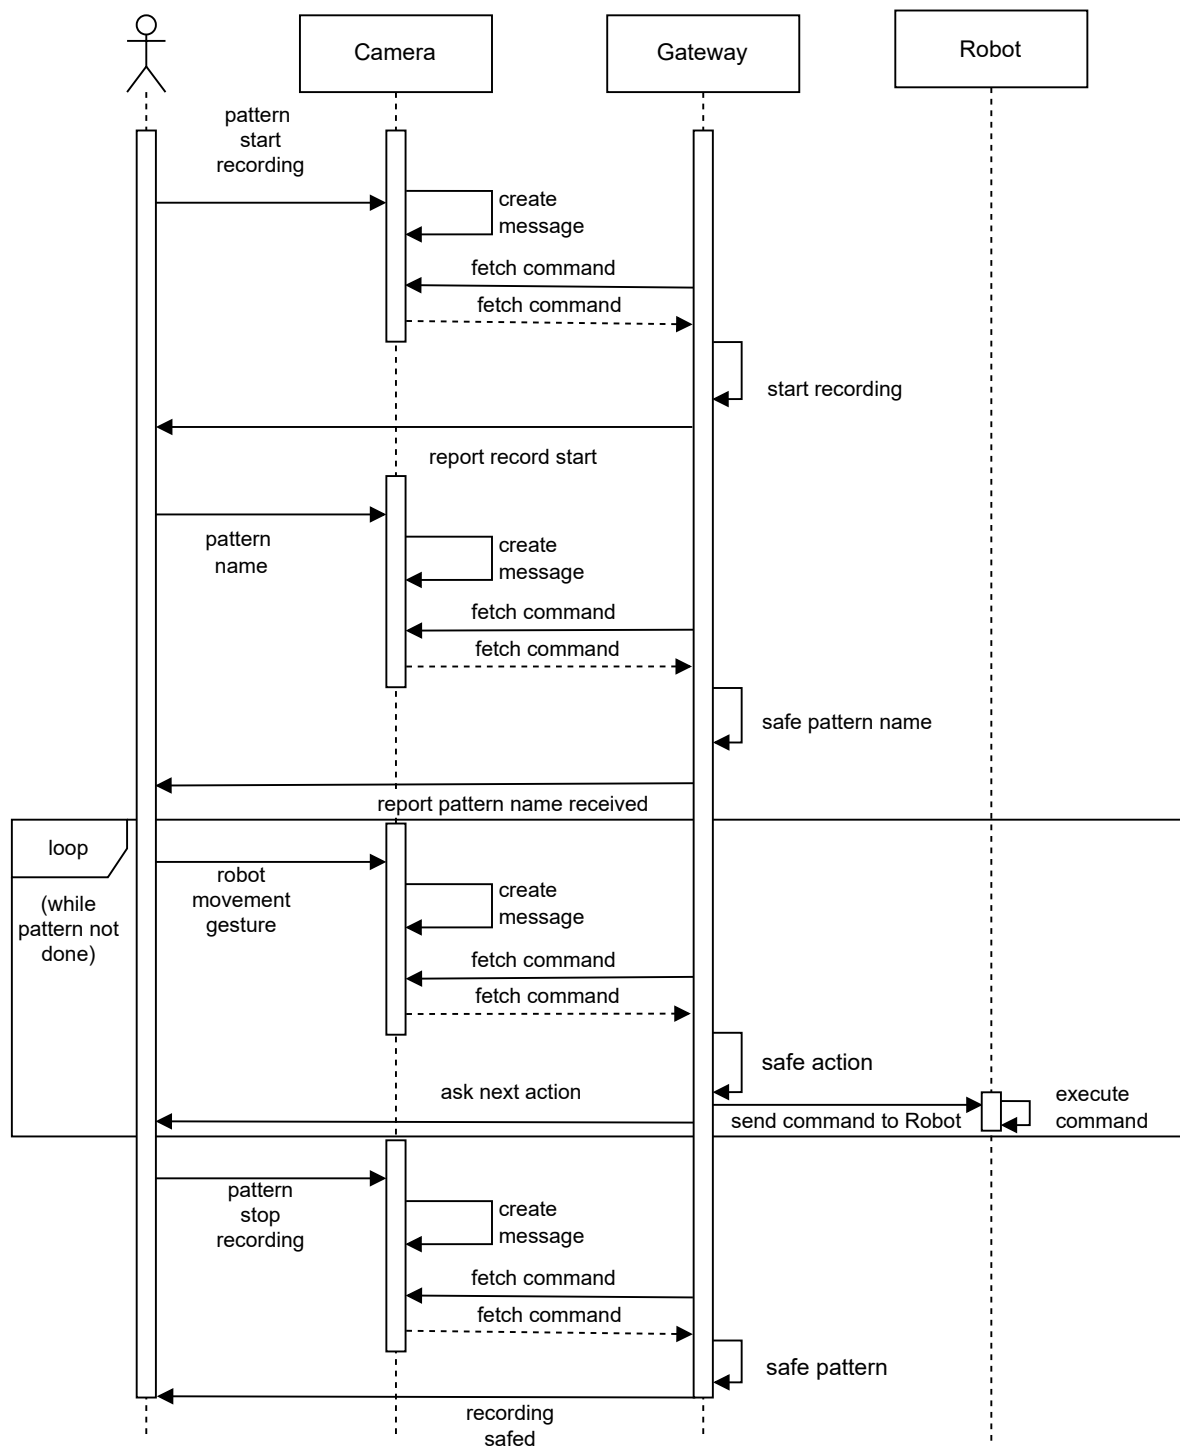 Camera
Gateway
Robot
pattern
start
recording
create
message
fetch command
fetch command
start recording
report record start
pattern
name
create
message
fetch command
fetch command
safe pattern name
report pattern name received
loop
(while
pattern not
done)
robot
movement
gesture
create
message
fetch command
fetch command
safe action
ask next action
send command to Robot
execute
command
pattern
stop
recording
create
message
fetch command
fetch command
safe pattern
recording
safed